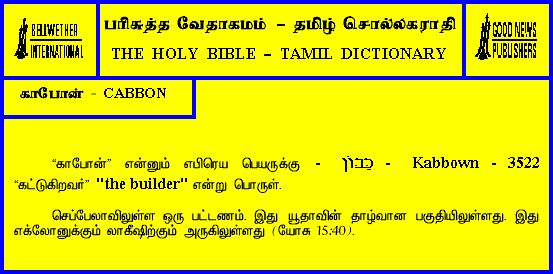 BELLWETHER
INTERNATIONAL
பரிசுத்த வேதாகமம் – தமிழ் சொல்லகராதி
THE HOLY BIBLE – TAMIL DICTIONARY
GOOD NEWS
PUBLISHERS
காபோன் - CABBON
“காபோன்” என்னும் எபிரெய பெயருக்கு - כַבּוֹן - Kabbown - 3522
“கட்டுகிறவர்” "the builder" என்று பொருள்.
செப்பேலாவிலுள்ள ஒரு பட்டணம். இது யூதாவின் தாழ்வான பகுதியிலுள்ளது. இது
எக்லோனுக்கும் லாகீஷிற்கும் அருகிலுள்ளது (யோசு 15:40).